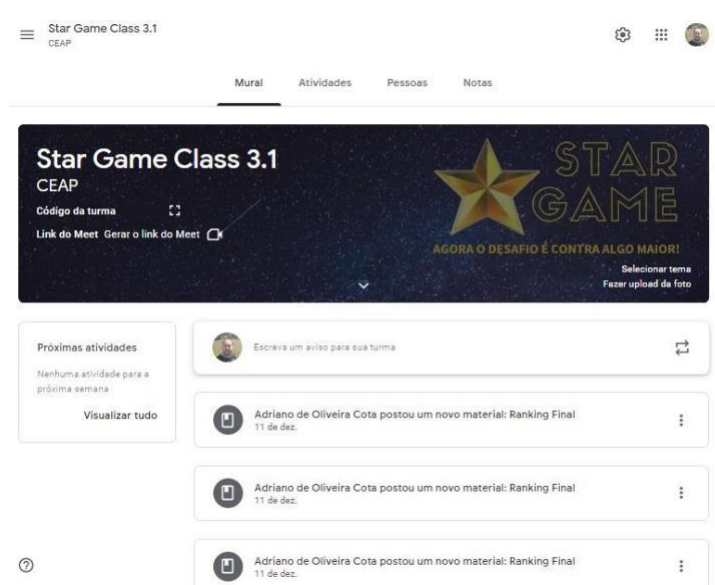 Star Game Class 3.1
CEAP
Mural Atividades Pessoas Notas
Star Game Class 3.1
CEAP
Código da turma
Link do Meet Gerar o link do Meet
STAR
GAME
AGORA O DESAFIO É CONTRA ALGO MAIOR!
Selecionar tema
Fazer upload da foto
Próximas atividades
Nenhuma atividade para a
próxima semana
Visualizar tudo
Escreva um aviso para sua turma
Adriano de Oliveira Cota postou um novo material: Ranking Final
11 de dez.
Adriano de Oliveira Cota postou um novo material: Ranking Final
11 de dez.
Adriano de Oliveira Cota postou um novo material: Ranking Final
11 de dez.